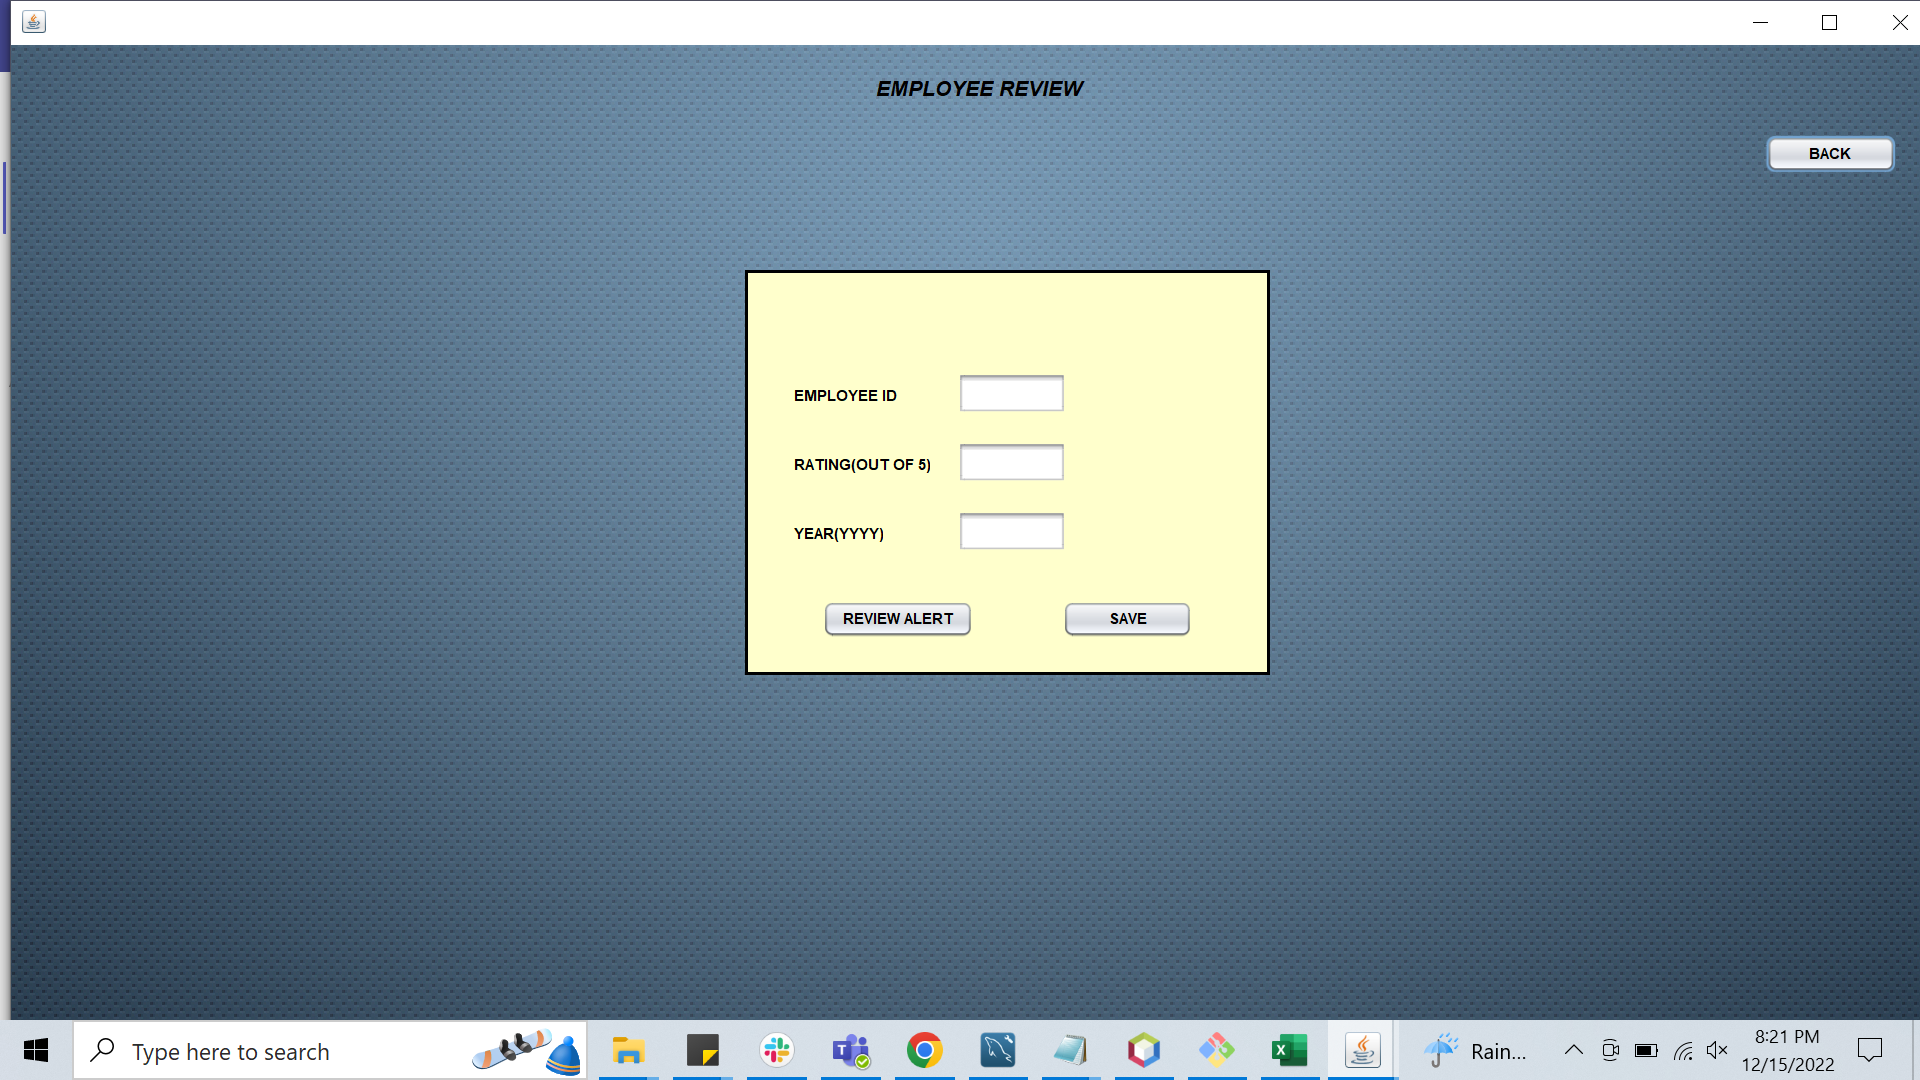 EMPLOYEE REVIEW
BACK
EMPLOYEE ID
RATING(OUT OF 5)
YEAR(YYYY)
REVIEW ALERT
SAVE
Type here to search
Rain...
8:21 PM
12/15/2022